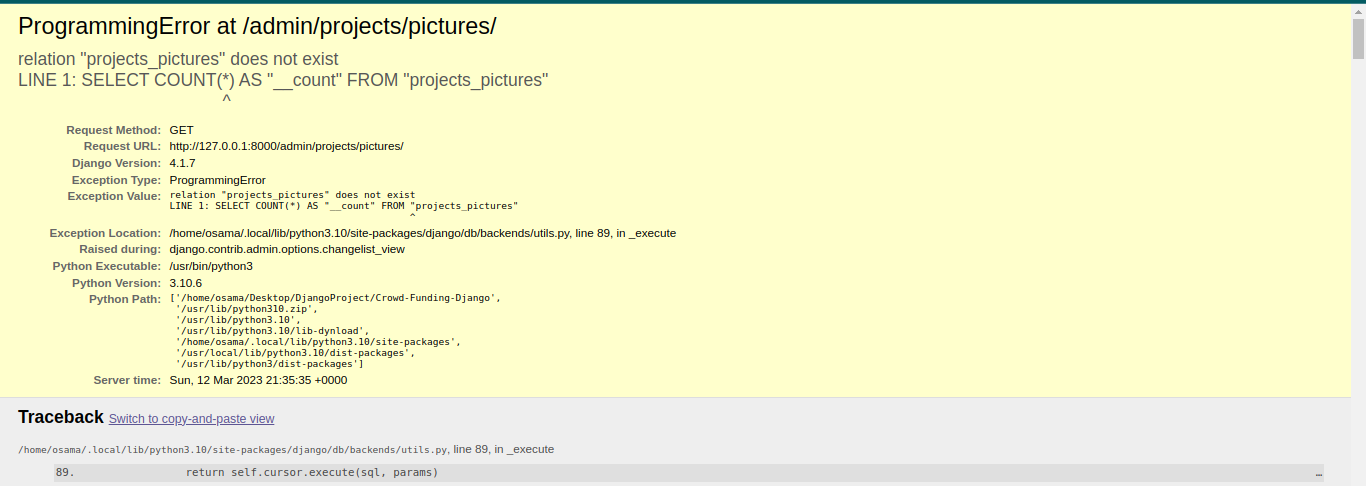 ProgrammingError at /admin/projects/pictures/
relation "projects_pictures" does not exist
LINE 1: SELECT COUNT(*) AS "__count" FROM "projects_pictures"
^
Request Method: GET
Request URL: http://127.0.0.1:8000/admin/projects/pictures/
Django Version: 4.1.7
Exception Type: ProgrammingError
Exception Value: relation "projects_pictures" does not exist
LINE 1: SELECT COUNT(*) AS "__count" FROM "projects_pictures"
^
Exception Location: /home/osama/.local/lib/python3.10/site-packages/django/db/backends/utils.py, line 89, in _execute
Raised during: django.contrib.admin.options.changelist_view
Python Executable: /usr/bin/python3
Python Version: 3.10.6
Python Path: ['/home/osama/Desktop/DjangoProject/Crowd-Funding-Django',
'/usr/lib/python310.zip',
'/usr/lib/python3.10',
'/usr/lib/python3.10/lib-dynload',
'/home/osama/.local/lib/python3.10/site-packages',
'/usr/local/lib/python3.10/dist-packages',
'/usr/lib/python3/dist-packages']
Server time: Sun, 12 Mar 2023 21:35:35 +0000
Traceback Switch to copy-and-paste view
/home/osama/.local/lib/python3.10/site-packages/django/db/backends/utils.py, line 89, in _execute
89. return self.cursor.execute(sql, params) …